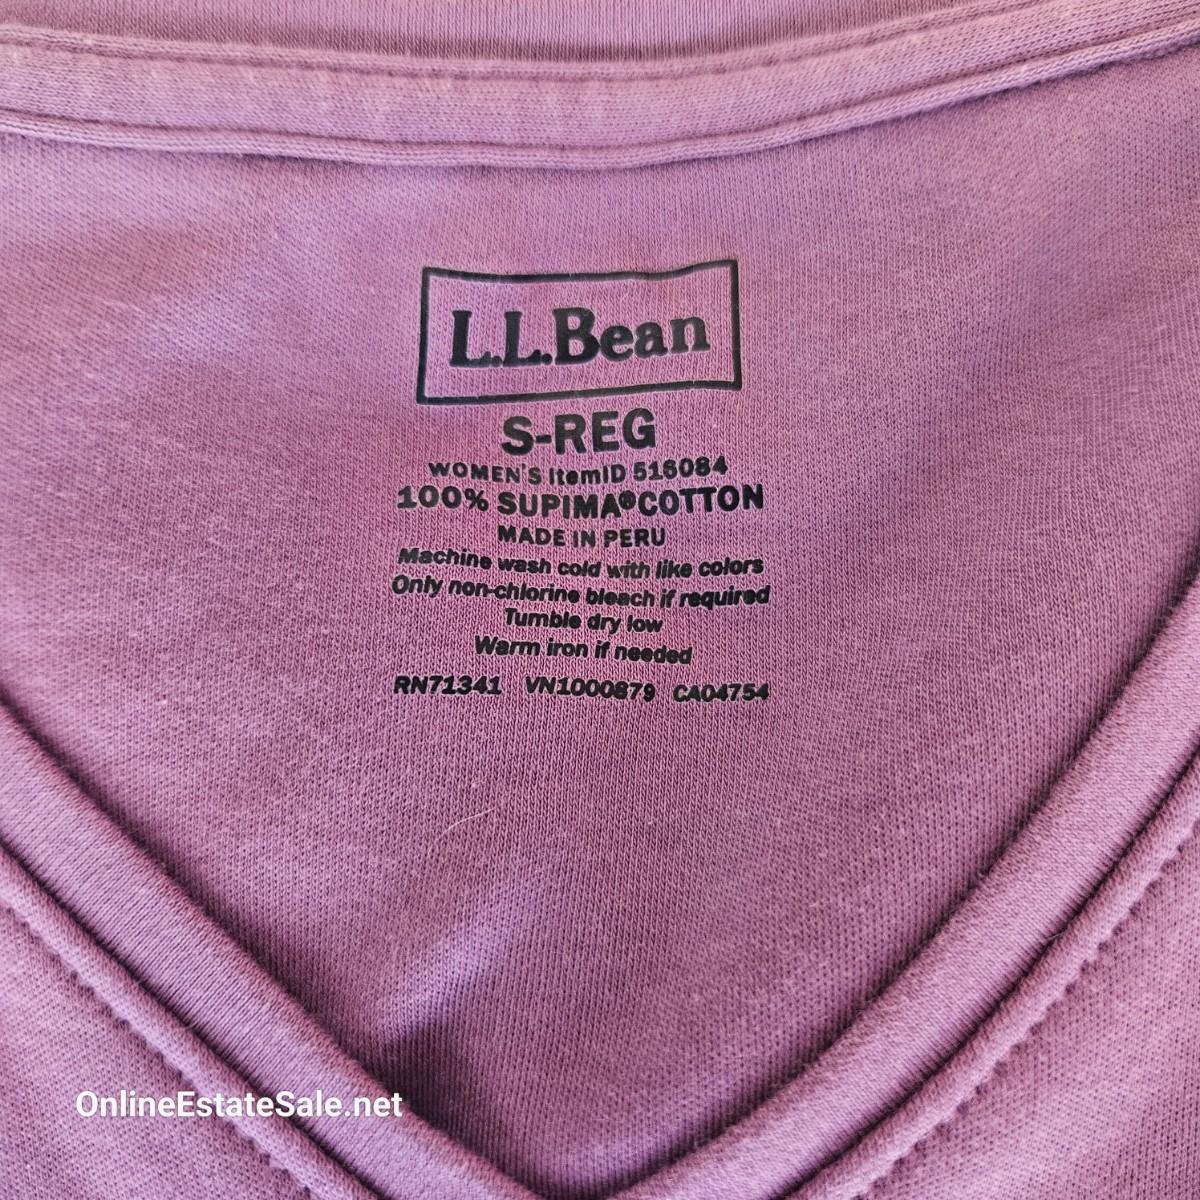 L.L.Bean
S-REG
WOMEN'S ItemID 516084
100% SUPIMA® COTTON
MADE IN PERU
Machine wash cold with like colors
Only non-chlorine bleach if required
Tumble dry low
Warm iron if needed
RN71341 VN1000879 CA04754
OnlineEstateSale.net